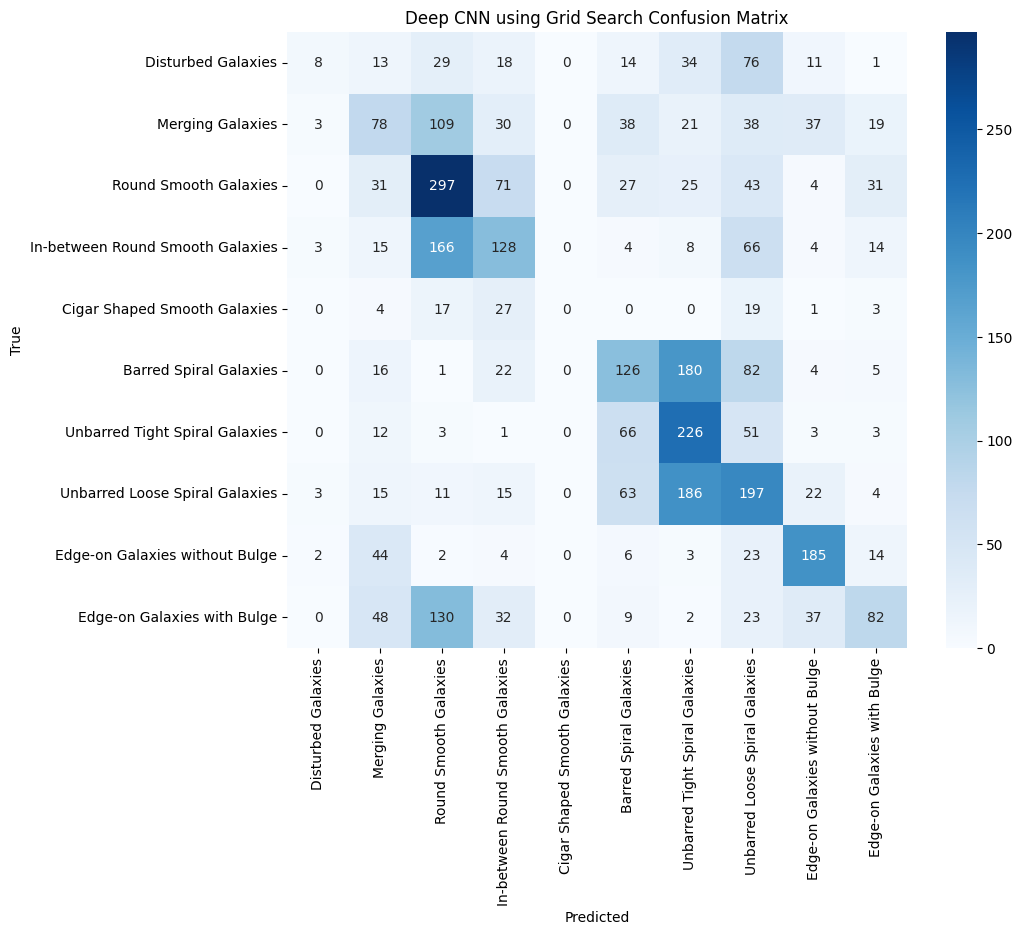 Deep CNN using Grid Search Confusion Matrix
True
Disturbed Galaxies 8 13 29 18 0 14 34 76 11 1
Merging Galaxies 3 78 109 30 0 38 21 38 37 19
Round Smooth Galaxies 0 31 297 71 0 27 25 43 4 31
In-between Round Smooth Galaxies 3 15 166 128 0 4 8 66 4 14
Cigar Shaped Smooth Galaxies 0 4 17 27 0 0 0 19 1 3
Barred Spiral Galaxies 0 16 1 22 0 126 180 82 4 5
Unbarred Tight Spiral Galaxies 0 12 3 1 0 66 226 51 3 3
Unbarred Loose Spiral Galaxies 3 15 11 15 0 63 186 197 22 4
Edge-on Galaxies without Bulge 2 44 2 4 0 6 3 23 185 14
Edge-on Galaxies with Bulge 0 48 130 32 0 9 2 23 37 82
Disturbed Galaxies
Merging Galaxies
Round Smooth Galaxies
In-between Round Smooth Galaxies
Cigar Shaped Smooth Galaxies
Barred Spiral Galaxies
Unbarred Tight Spiral Galaxies
Unbarred Loose Spiral Galaxies
Edge-on Galaxies without Bulge
Edge-on Galaxies with Bulge
Predicted
250
200
150
100
50
0